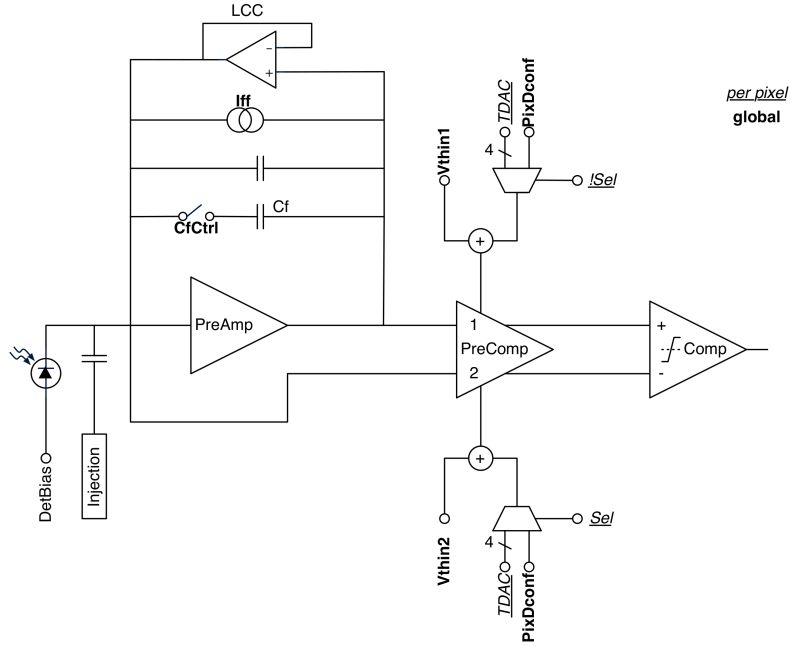 LCC
-
+
Iff
TDAC
PixDconf
per pixel
global
4
Vthin1
!Sel
Cf
CfCtrl
+
PreAmp
1
PreComp
2
+
Comp
-
DetBias
Injection
+
Sel
Vthin2
4
TDAC
PixDconf